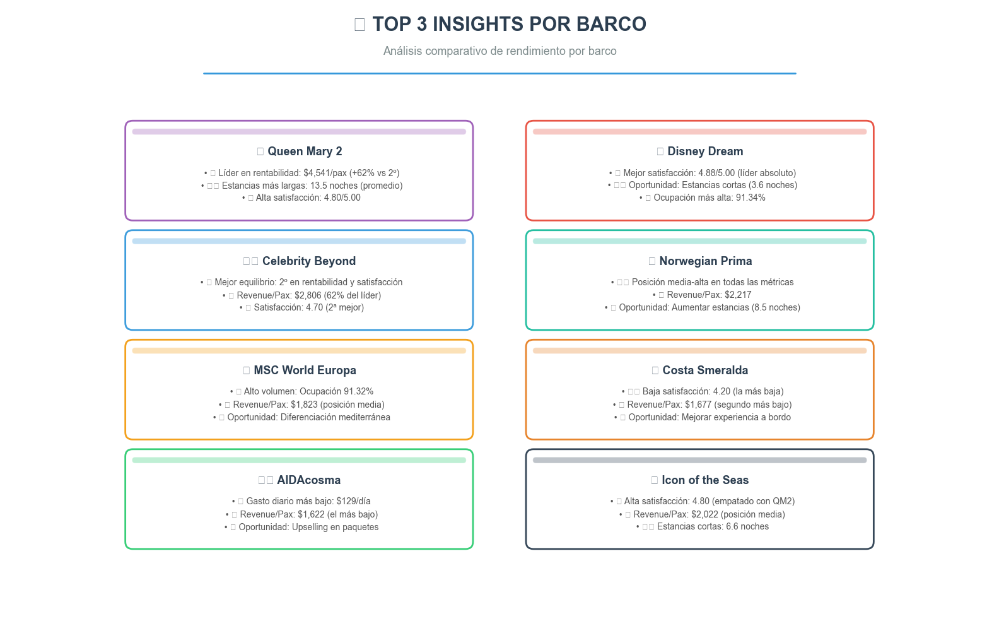 TOP 3 INSIGHTS POR BARCO
Análisis comparativo de rendimiento por barco
Queen Mary 2
• Líder en rentabilidad: $4,541/pax (+62% vs 2º)
• Estancias más largas: 13.5 noches (promedio)
• Alta satisfacción: 4.80/5.00
Disney Dream
• Mejor satisfacción: 4.88/5.00 (líder absoluto)
• Oportunidad: Estancias cortas (3.6 noches)
• Ocupación más alta: 91.34%
Celebrity Beyond
• Mejor equilibrio: 2º en rentabilidad y satisfacción
• Revenue/Pax: $2,806 (62% del líder)
• Satisfacción: 4.70 (2ª mejor)
Norwegian Prima
• Posición media-alta en todas las métricas
• Revenue/Pax: $2,217
• Oportunidad: Aumentar estancias (8.5 noches)
MSC World Europa
• Alto volumen: Ocupación 91.32%
• Revenue/Pax: $1,823 (posición media)
• Oportunidad: Diferenciación mediterránea
Costa Smeralda
• Baja satisfacción: 4.20 (la más baja)
• Revenue/Pax: $1,677 (segundo más bajo)
• Oportunidad: Mejorar experiencia a bordo
AIDAcosma
• Gasto diario más bajo: $129/día
• Revenue/Pax: $1,622 (el más bajo)
• Oportunidad: Upselling en paquetes
Icon of the Seas
• Alta satisfacción: 4.80 (empatado con QM2)
• Revenue/Pax: $2,022 (posición media)
• Estancias cortas: 6.6 noches